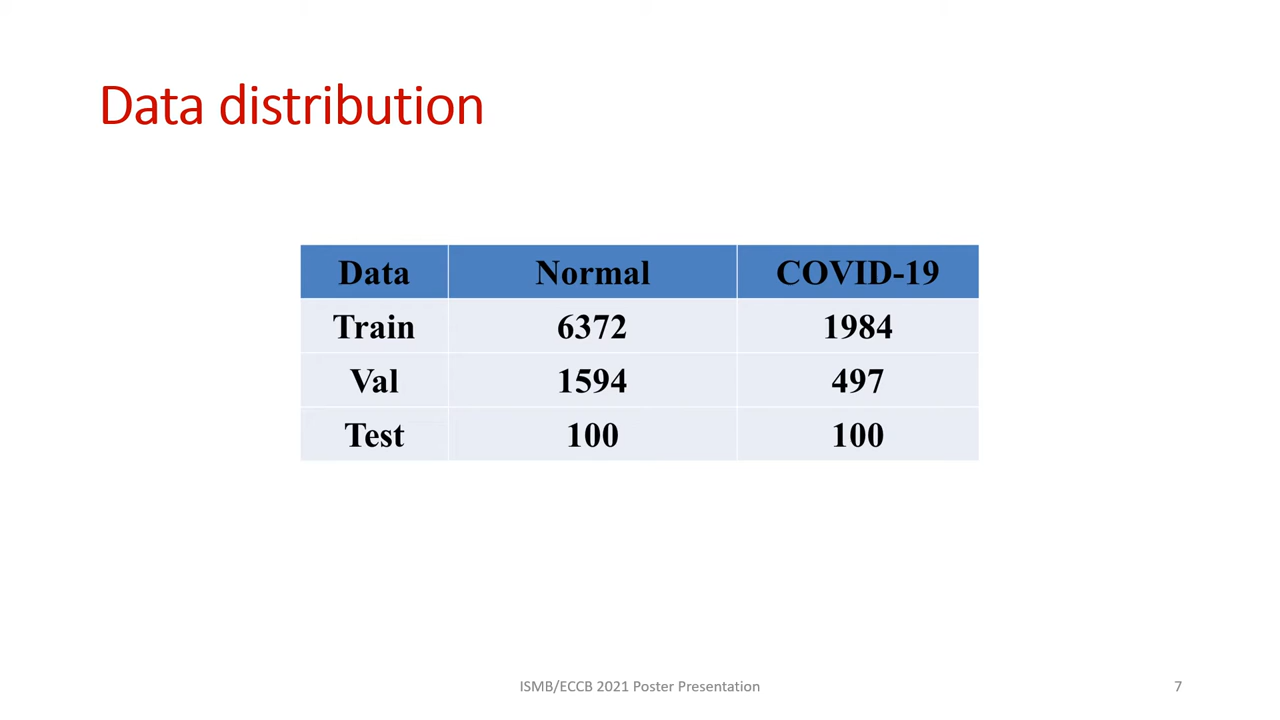 Data distribution
Data Normal COVID-19
Train 6372 1984
Val 1594 497
Test 100 100
ISMB/ECCB 2021 Poster Presentation 7